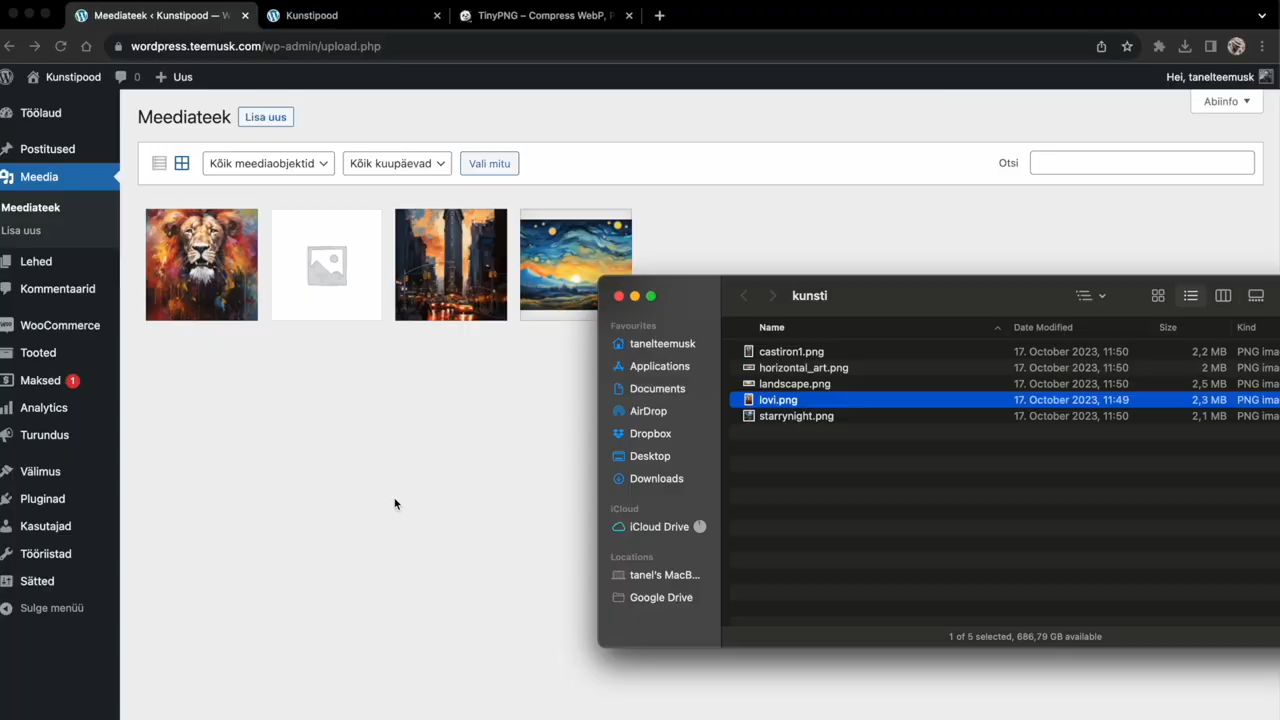 Meediateek ‹ Kunstipood — W
Kunstipood
TinyPNG – Compress WebP, P
wordpress.teemusk.com/wp-admin/upload.php
Kunstipood
0
Uus
Hei, tanelteemusk
Töölaud
Postitused
Meedia
Meediateek
Lisa uus
Lehed
Kommentaarid
WooCommerce
Tooted
Maksed 1
Analytics
Turundus
Välimus
Pluginad
Kasutajad
Tööriistad
Sätted
Sulge menüü
Meediateek
Lisa uus
Abiinfo
Kõik meediaobjektid
Kõik kuupäevad
Vali mitu
Otsi
kunsti
Favourites
tanelteemusk
Applications
Documents
AirDrop
Dropbox
Desktop
Downloads
iCloud
iCloud Drive
Locations
tanel's MacB...
Google Drive
Name Date Modified Size Kind
castiron1.png 17. October 2023, 11:50 2,2 MB PNG ima
horizontal_art.png 17. October 2023, 11:50 2 MB PNG ima
landscape.png 17. October 2023, 11:50 2,5 MB PNG ima
lovi.png 17. October 2023, 11:49 2,3 MB PNG ima
starrynight.png 17. October 2023, 11:50 2,1 MB PNG ima
1 of 5 selected, 686,79 GB available